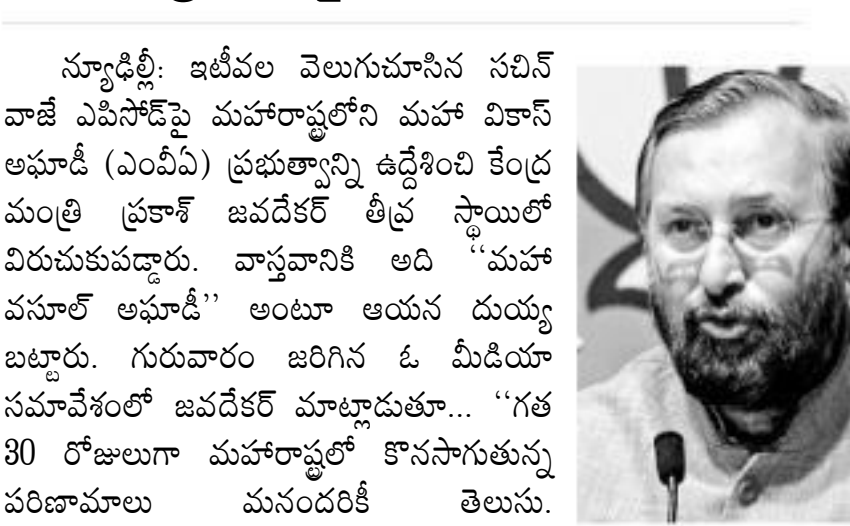 న్యూఢిల్లీ: ఇటీవల వెలుగుచూసిన సచిన్
వాజే ఎపిసోడ్‌పై మహారాష్ట్రలోని మహా వికాస్
అఘాడీ (ఎంవీఏ) ప్రభుత్వాన్ని ఉద్దేశించి కేంద్ర
మంత్రి ప్రకాశ్ జవదేకర్ తీవ్ర స్థాయిలో
విరుచుకుపడ్డారు. వాస్తవానికి అది ‘‘మహా
వసూల్ అఘాడీ’’ అంటూ ఆయన దుయ్య
బట్టారు. గురువారం జరిగిన ఓ మీడియా
సమావేశంలో జవదేకర్ మాట్లాడుతూ... ‘‘గత
30 రోజులుగా మహారాష్ట్రలో కొనసాగుతున్న
పరిణామాలు మనందరికీ తెలుసు.